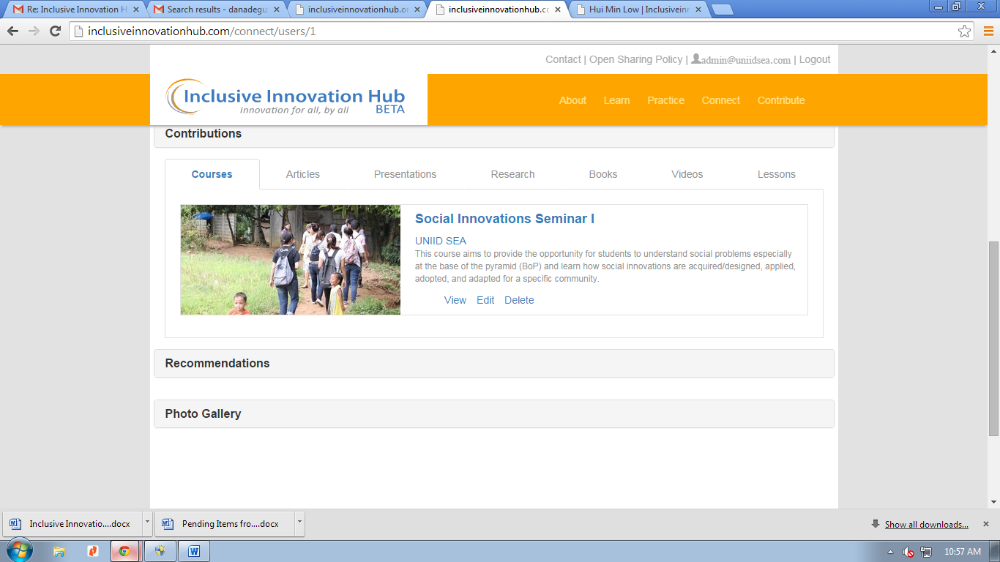 Re: Inclusive Innovation H
Search results - danadegu
inclusiveinnovationhub.or
inclusiveinnovationhub.co
Hui Min Low | Inclusivein
inclusiveinnovationhub.com/connect/users/1
Contact | Open Sharing Policy | admin@uniidsea.com | Logout
Inclusive Innovation Hub
Innovation for all, by all BETA
About Learn Practice Connect Contribute
Contributions
Courses Articles Presentations Research Books Videos Lessons
Social Innovations Seminar I
UNIID SEA
This course aims to provide the opportunity for students to understand social problems especially
at the base of the pyramid (BoP) and learn how social innovations are acquired/designed, applied,
adopted, and adapted for a specific community.
View Edit Delete
Recommendations
Photo Gallery
Inclusive Innovatio....docx
Pending Items fro....docx
Show all downloads...
10:57 AM